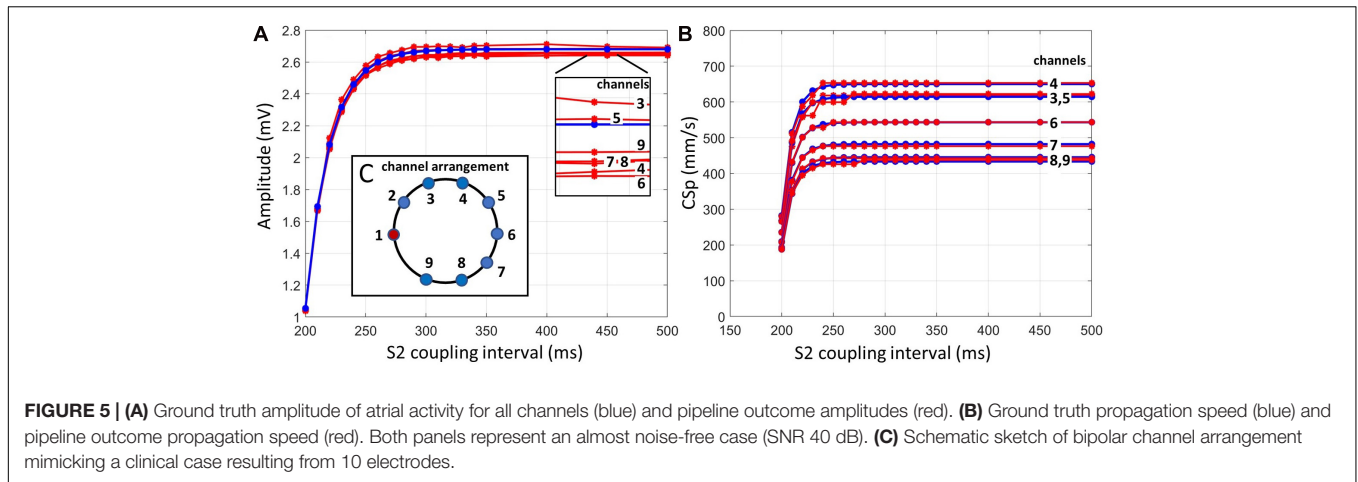 A
2.8
2.6
2.4
2.2
2
1.8
1.6
1.4
1.2
1
Amplitude (mV)
200 250 300 350 400 450 500
S2 coupling interval (ms)
channels
3
5
9
7 8
4
6
C channel arrangement
1
2
3
4
5
6
7
8
9
B
800
700
600
500
400
300
200
100
0
CSp (mm/s)
150 200 250 300 350 400 450 500
S2 coupling interval (ms)
channels
4
3,5
6
7
8,9
FIGURE 5 | (A) Ground truth amplitude of atrial activity for all channels (blue) and pipeline outcome amplitudes (red). (B) Ground truth propagation speed (blue) and
pipeline outcome propagation speed (red). Both panels represent an almost noise-free case (SNR 40 dB). (C) Schematic sketch of bipolar channel arrangement
mimicking a clinical case resulting from 10 electrodes.